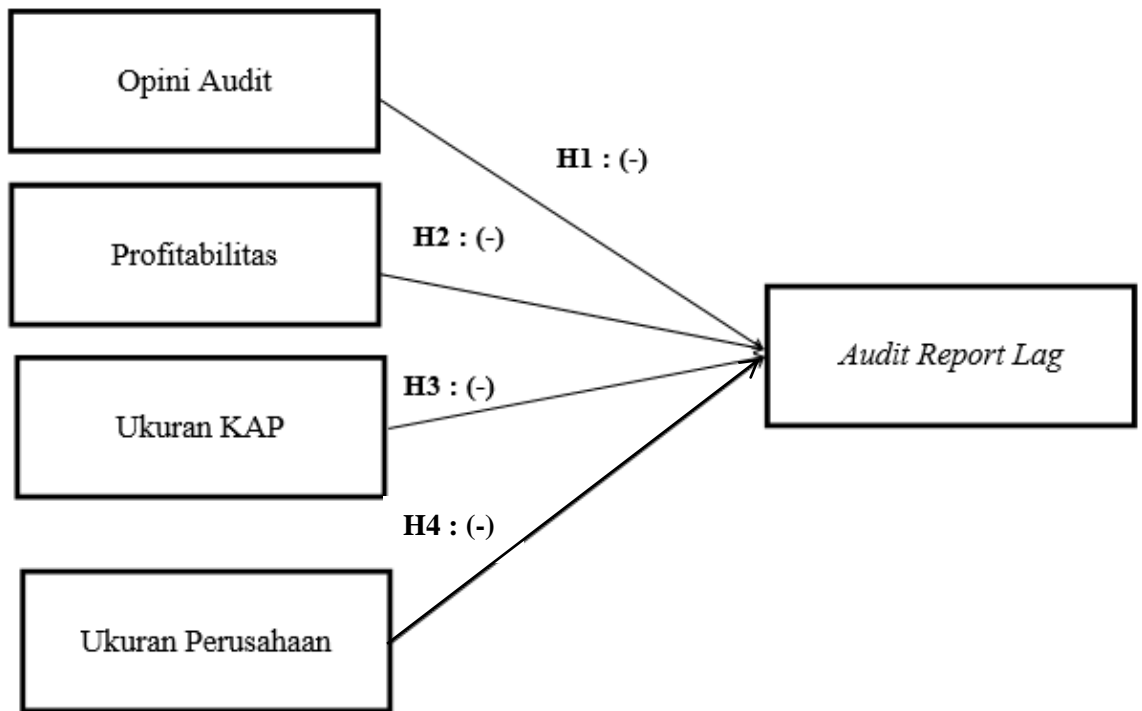 Opini Audit
H1 : (-)
Profitabilitas
H2 : (-)
Audit Report Lag
Ukuran KAP
H3 : (-)
H4 : (-)
Ukuran Perusahaan